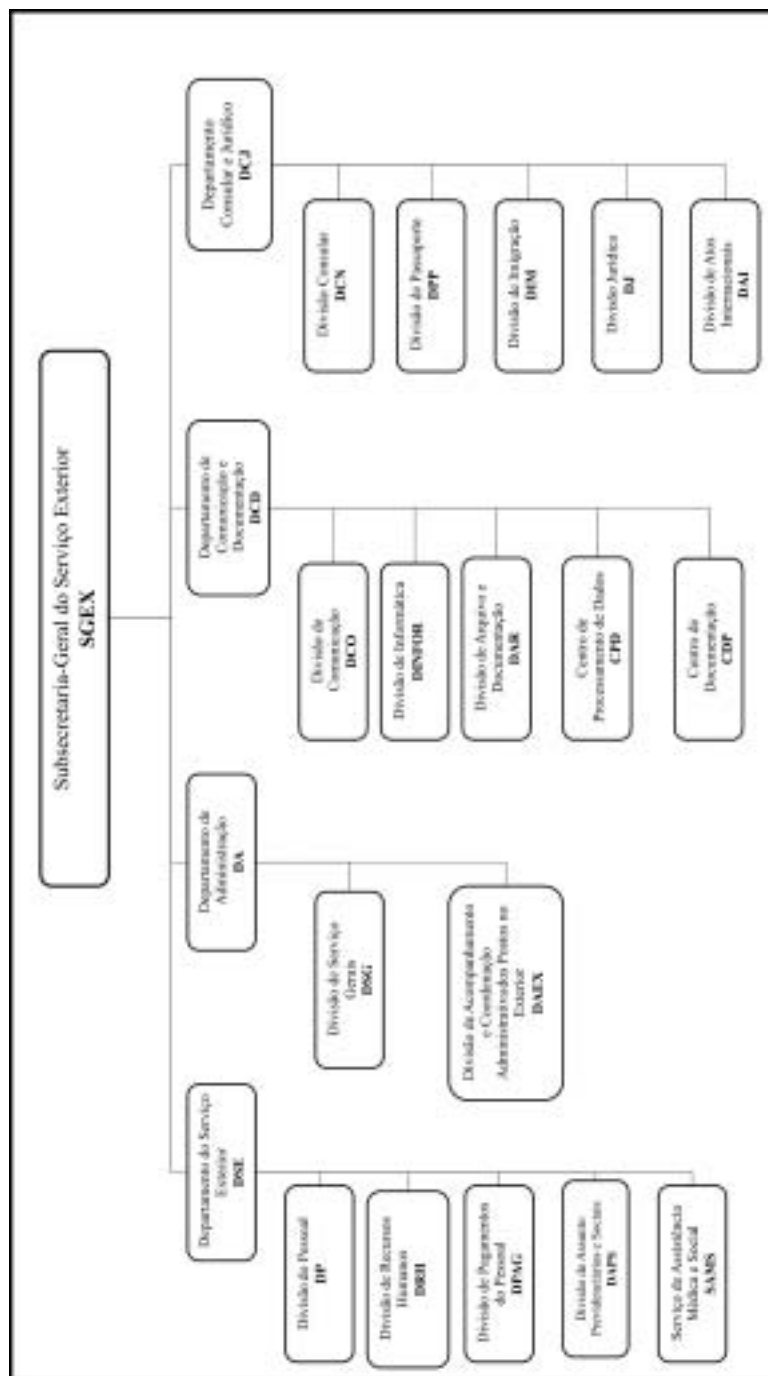 Subsecretaria-Geral do Serviço Exterior
SGEX
Departamento do Serviço
Exterior
DSE
Divisão do Pessoal
DP
Divisão de Recursos
Humanos
DRH
Divisão de Pagamentos
do Pessoal
DPAG
Divisão de Assunto
Previdenciários e Sociais
DAPS
Serviço de Assistência
Médica e Social
SAMS
Departamento de
Administração
DA
Divisão de Serviço
Gerais
DSG
Divisão de Acompanhamento
e Coordenação
Administrativados Postos no
Exterior
DAEX
Departamento de
Comunicação e
Documentação
DCD
Divisão de
Comunicação
DCO
Divisão de Informática
DINFOR
Divisão de Arquivo e
Documentação
DAR
Centro de
Processamento de Dados
CPD
Centro de
Documentação
CDP
Departamento
Consular e Jurídico
DCJ
Divisão Consular
DCN
Divisão de Passaporte
DPP
Divisão de Imigração
DIM
Divisão Jurídica
DJ
Divisão de Atos
Internacionais
DAI